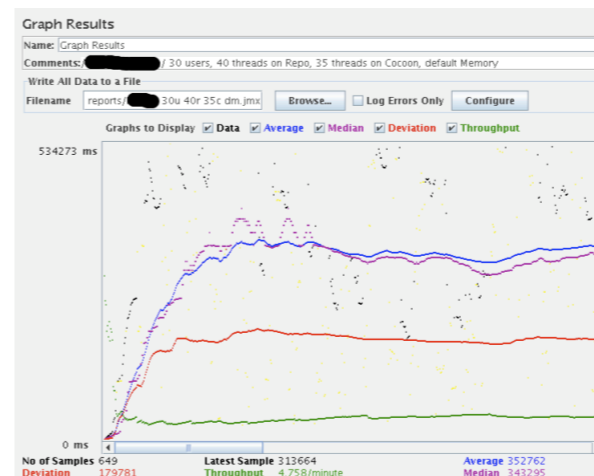 Graph Results
Name: Graph Results
Comments:/ / 30 users, 40 threads on Repo, 35 threads on Cocoon, default Memory
Write All Data to a File
Filename reports/ 30u 40r 35c dm.jmx Browse... Log Errors Only Configure
Graphs to Display Data Average Median Deviation Throughput
534273 ms
0 ms
No of Samples 649 Latest Sample 313664 Average 352762
Deviation 179781 Throughput 4.758/minute Median 343295